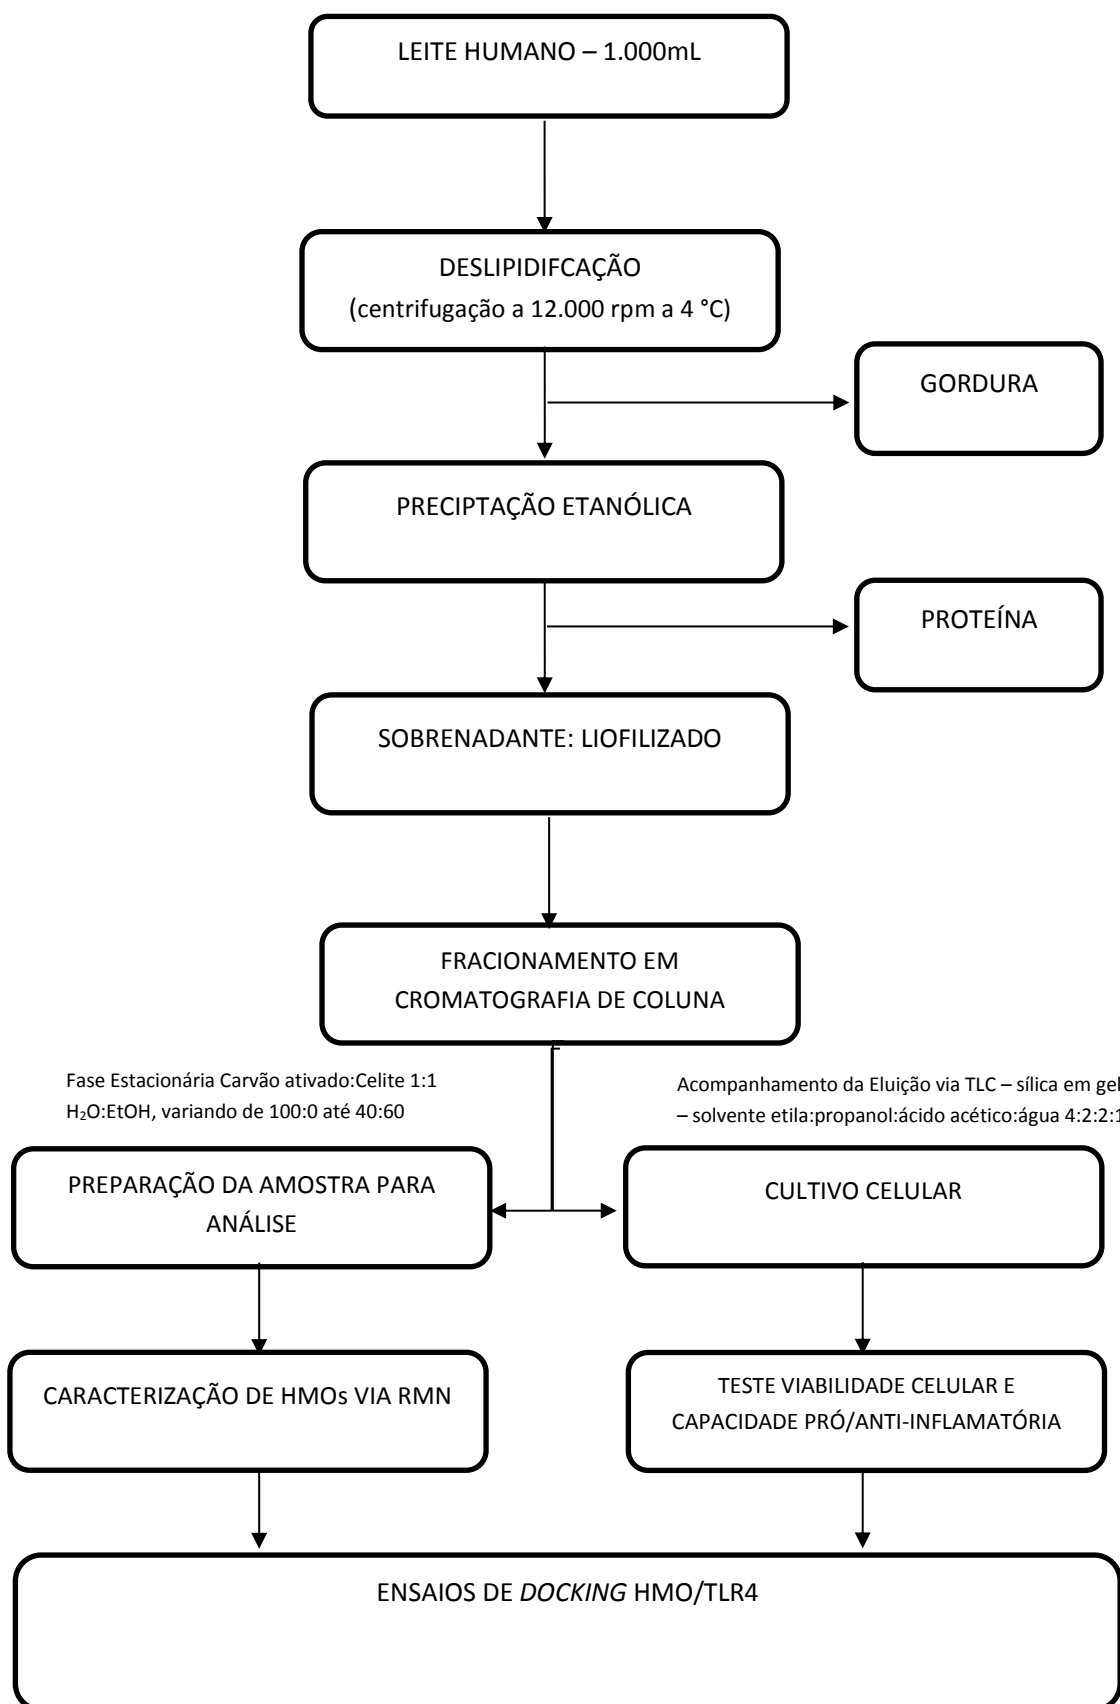 LEITE HUMANO – 1.000mL
DESLIPIDIFCAÇÃO
(centrifugação a 12.000 rpm a 4 °C)
GORDURA
PRECIPTAÇÃO ETANÓLICA
PROTEÍNA
SOBRENADANTE: LIOFILIZADO
FRACIONAMENTO EM
CROMATOGRAFIA DE COLUNA
Fase Estacionária Carvão ativado:Celite 1:1
H₂O:EtOH, variando de 100:0 até 40:60
Acompanhamento da Eluição via TLC – sílica em gel
– solvente etila:propanol:ácido acético:água 4:2:2:1
PREPARAÇÃO DA AMOSTRA PARA
ANÁLISE
CULTIVO CELULAR
CARACTERIZAÇÃO DE HMOs VIA RMN
TESTE VIABILIDADE CELULAR E
CAPACIDADE PRÓ/ANTI-INFLAMATÓRIA
ENSAIOS DE DOCKING HMO/TLR4